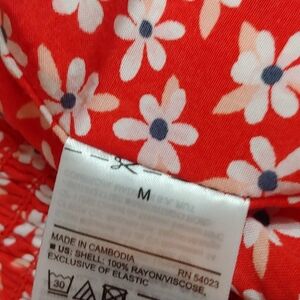 M
MADE IN CAMBODIA
RN 54023
■ US: SHELL: 100% RAYON/VISCOSE
EXCLUSIVE OF ELASTIC
30